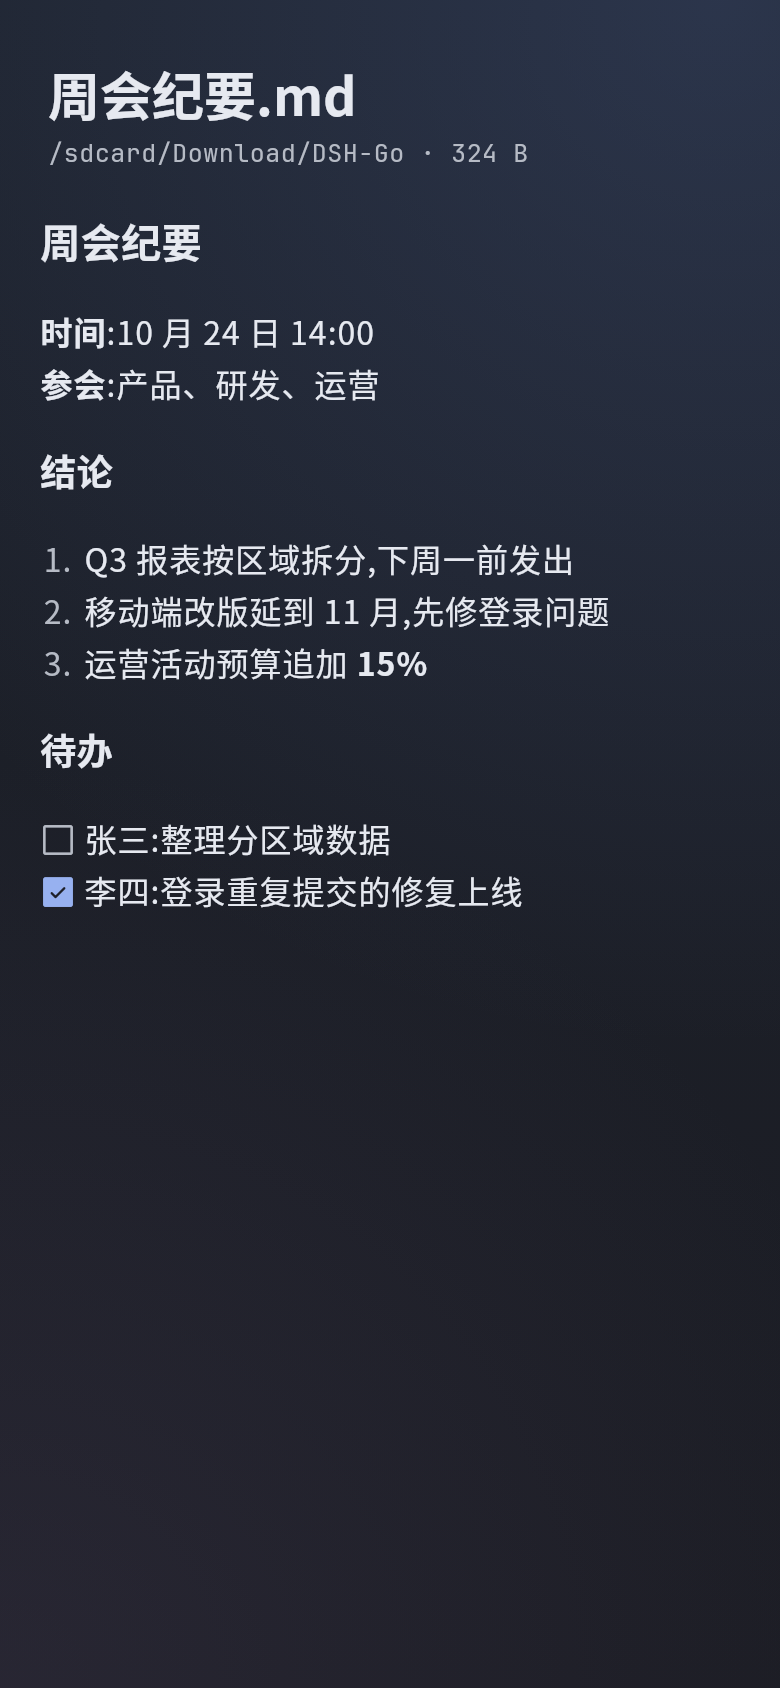 周会纪要.md
/sdcard/Download/DSH-Go · 324 B
周会纪要
时间:10 月 24 日 14:00
参会:产品、研发、运营
结论
1. Q3 报表按区域拆分,下周一前发出
2. 移动端改版延到 11 月,先修登录问题
3. 运营活动预算追加 15%
待办
张三:整理分区域数据
李四:登录重复提交的修复上线